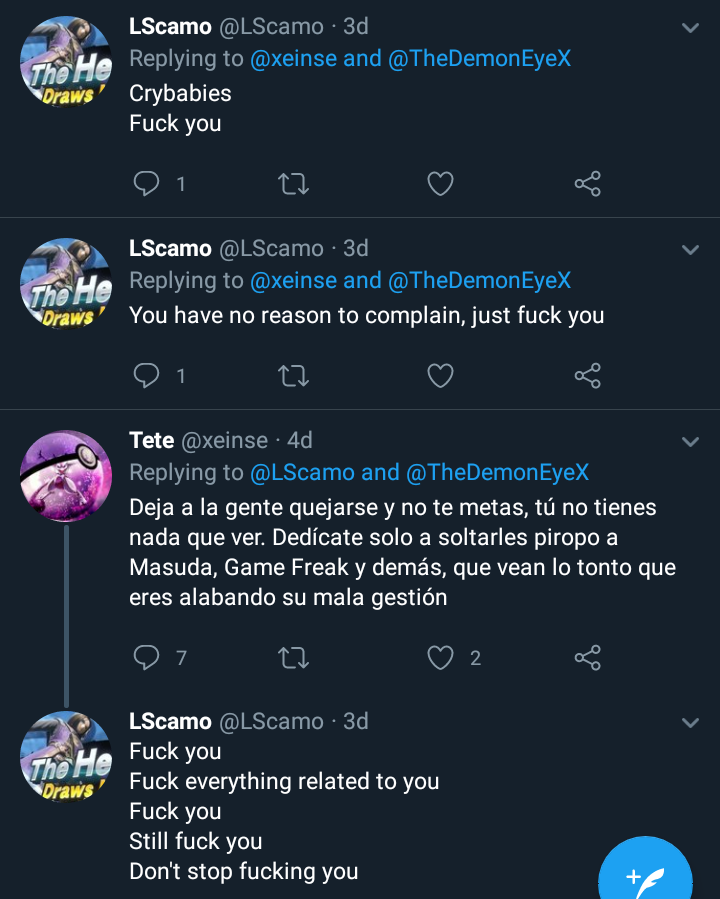 LScamo @LScamo · 3d
Replying to @xeinse and @TheDemonEyeX
The He
Draws
Crybabies
Fuck you
1
LScamo @LScamo · 3d
Replying to @xeinse and @TheDemonEyeX
The He
Draws
You have no reason to complain, just fuck you
1
Tete @xeinse · 4d
Replying to @LScamo and @TheDemonEyeX
Deja a la gente quejarse y no te metas, tú no tienes
nada que ver. Dedícate solo a soltarles piropo a
Masuda, Game Freak y demás, que vean lo tonto que
eres alabando su mala gestión
7 2
LScamo @LScamo · 3d
The He
Draws
Fuck you
Fuck everything related to you
Fuck you
Still fuck you
Don't stop fucking you